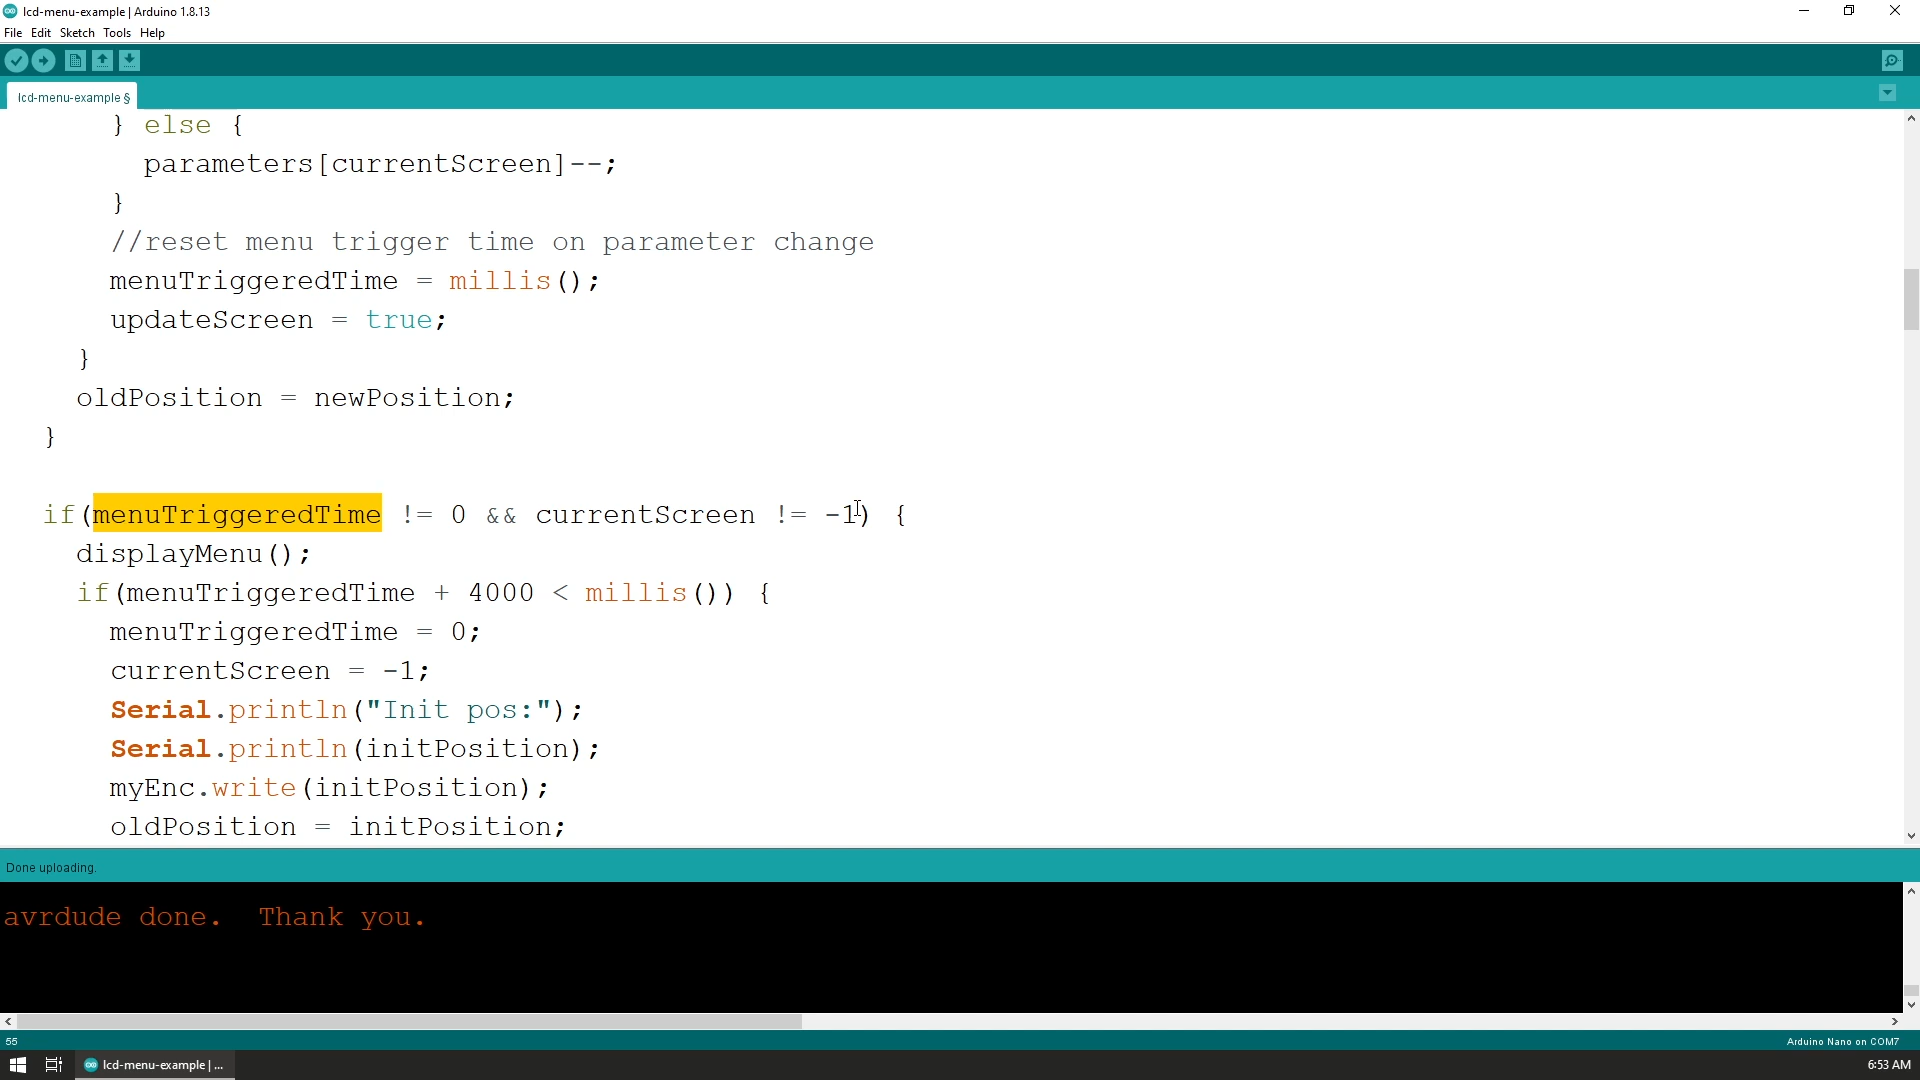 lcd-menu-example | Arduino 1.8.13
File Edit Sketch Tools Help
lcd-menu-example §
} else {
parameters[currentScreen]--;
}
//reset menu trigger time on parameter change
menuTriggeredTime = millis();
updateScreen = true;
}
oldPosition = newPosition;
}
if(menuTriggeredTime != 0 && currentScreen != -1) {
displayMenu();
if(menuTriggeredTime + 4000 < millis()) {
menuTriggeredTime = 0;
currentScreen = -1;
Serial.println("Init pos:");
Serial.println(initPosition);
myEnc.write(initPosition);
oldPosition = initPosition;
Done uploading.
avrdude done.  Thank you.
55
Arduino Nano on COM7
lcd-menu-example | ...
6:53 AM